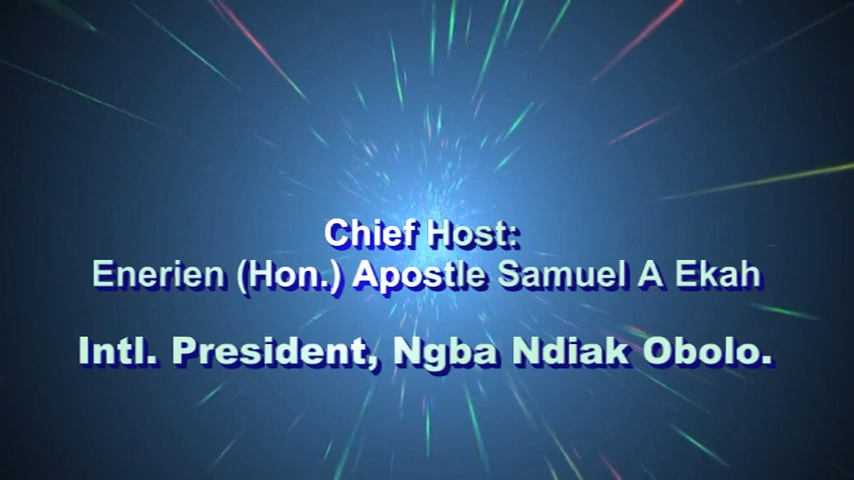 Chief Host:
Enerien (Hon.) Apostle Samuel A Ekah
Intl. President, Ngba Ndiak Obolo.